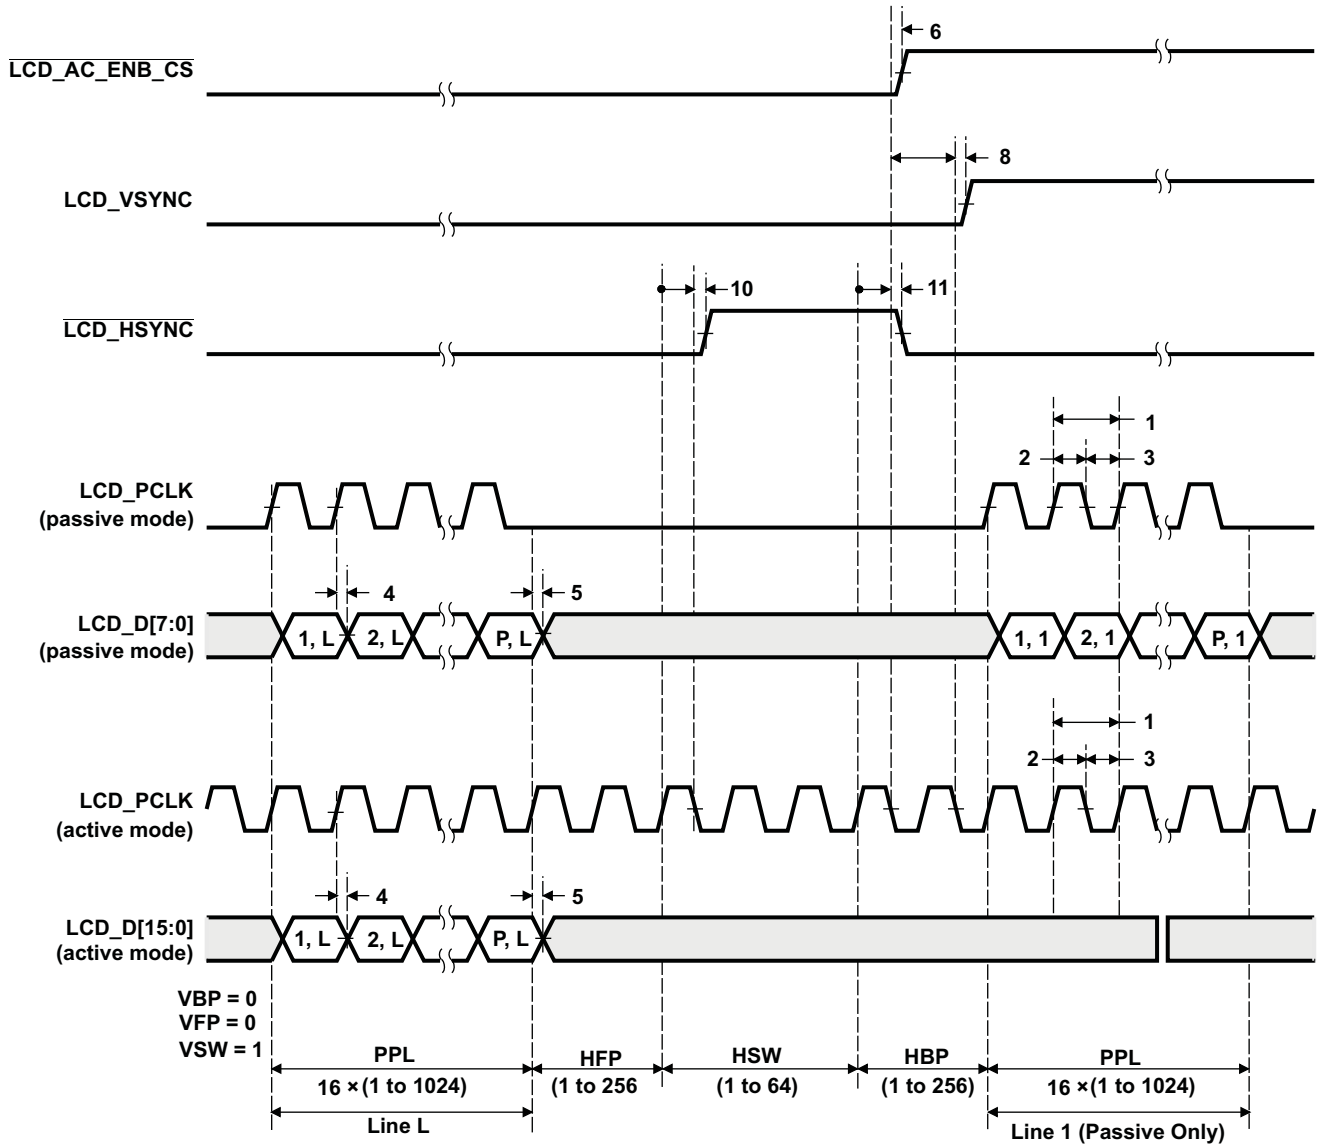 6
LCD_AC_ENB_CS
8
LCD_VSYNC
10
11
LCD_HSYNC
1
2
3
LCD_PCLK
(passive mode)
4
5
LCD_D[7:0]
(passive mode)
1, L
2, L
P, L
1, 1
2, 1
P, 1
1
2
3
LCD_PCLK
(active mode)
4
5
LCD_D[15:0]
(active mode)
1, L
2, L
P, L
VBP = 0
VFP = 0
VSW = 1
PPL
HFP
HSW
HBP
PPL
16 × (1 to 1024)
(1 to 256
(1 to 64)
(1 to 256)
16 × (1 to 1024)
Line L
Line 1 (Passive Only)